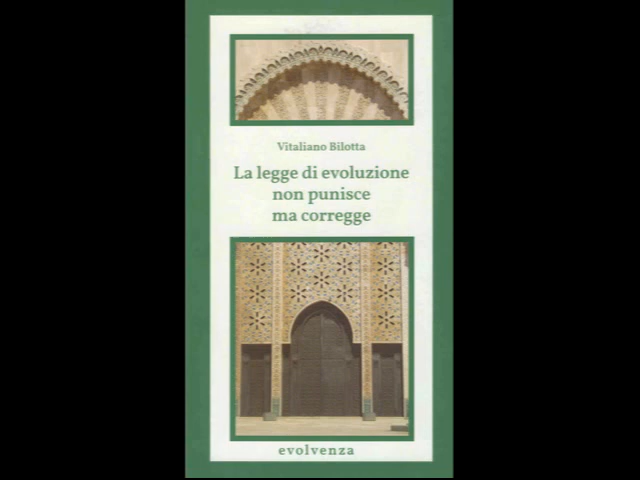 Vitaliano Bilotta
La legge di evoluzione
non punisce
ma corregge
evolvenza